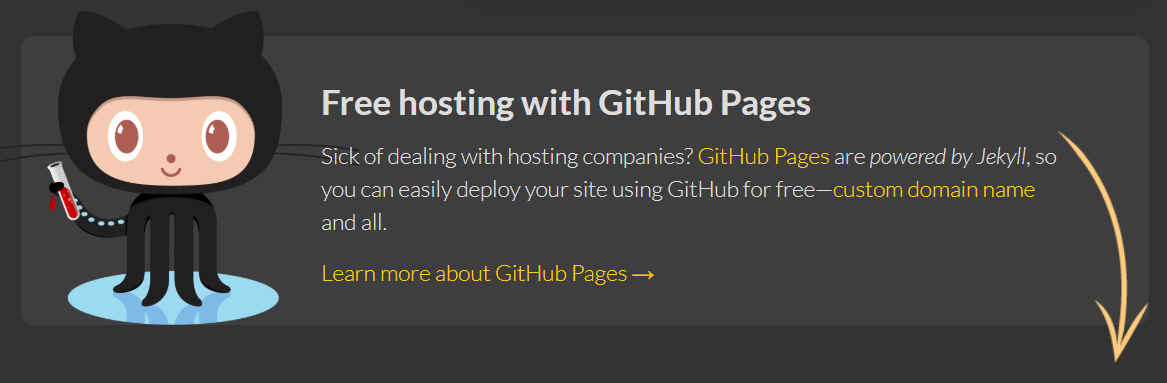 Free hosting with GitHub Pages
Sick of dealing with hosting companies? GitHub Pages are powered by Jekyll, so
you can easily deploy your site using GitHub for free—custom domain name
and all.
Learn more about GitHub Pages →